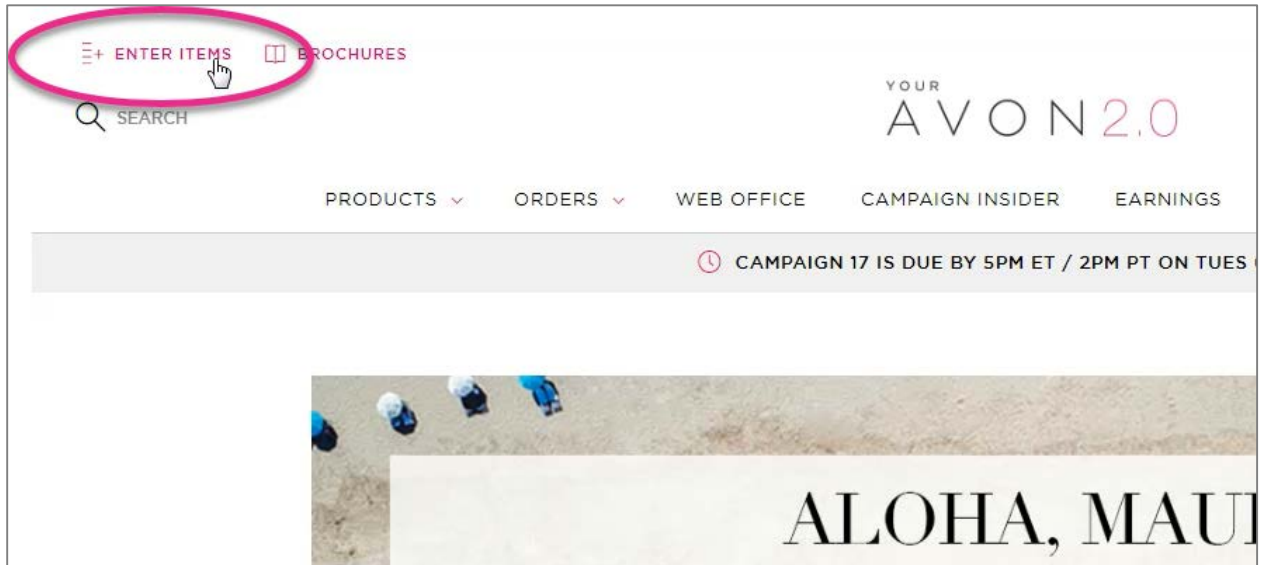 ENTER ITEMS BROCHURES
SEARCH
YOUR
AVON 2.0
PRODUCTS ORDERS WEB OFFICE CAMPAIGN INSIDER EARNINGS
CAMPAIGN 17 IS DUE BY 5PM ET / 2PM PT ON TUES
ALOHA, MAUI